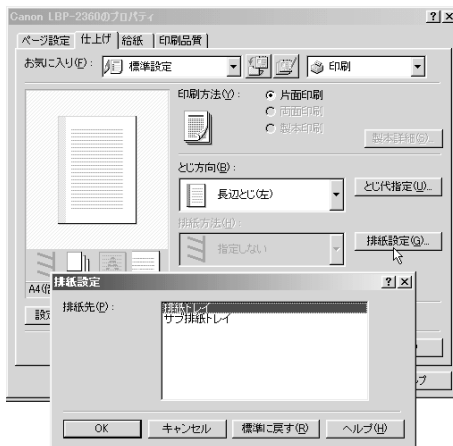 Canon LBP-2360のプロパティ
ページ設定 仕上げ 給紙 印刷品質
お気に入り(F): 標準設定 印刷
印刷方法(Y): 片面印刷
両面印刷
製本印刷
製本詳細(S)...
とじ方向(B):
長辺とじ(左) とじ代指定(U)...
排紙方法(H):
指定しない 排紙設定(G)...
A4(
設定
排紙設定
排紙先(P): 排紙トレイ
サブ排紙トレイ
OK キャンセル 標準に戻す(R) ヘルプ(H)